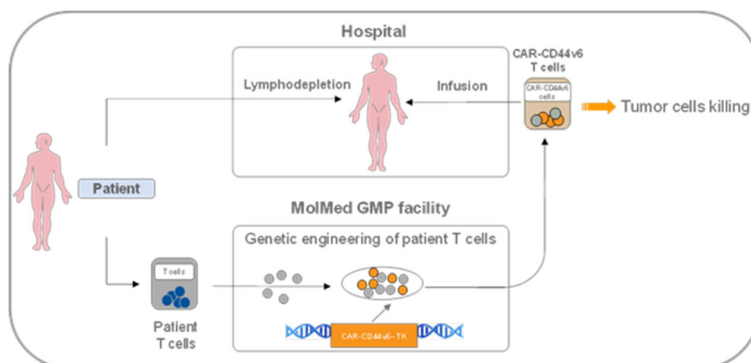 Hospital
CAR-CD44v6
T cells
Lymphodepletion
Infusion
CAR-CD44v6
cells
Tumor cells killing
Patient
MolMed GMP facility
Genetic engineering of patient T cells
T cells
CAR-CD44v6-TK
Patient
T cells